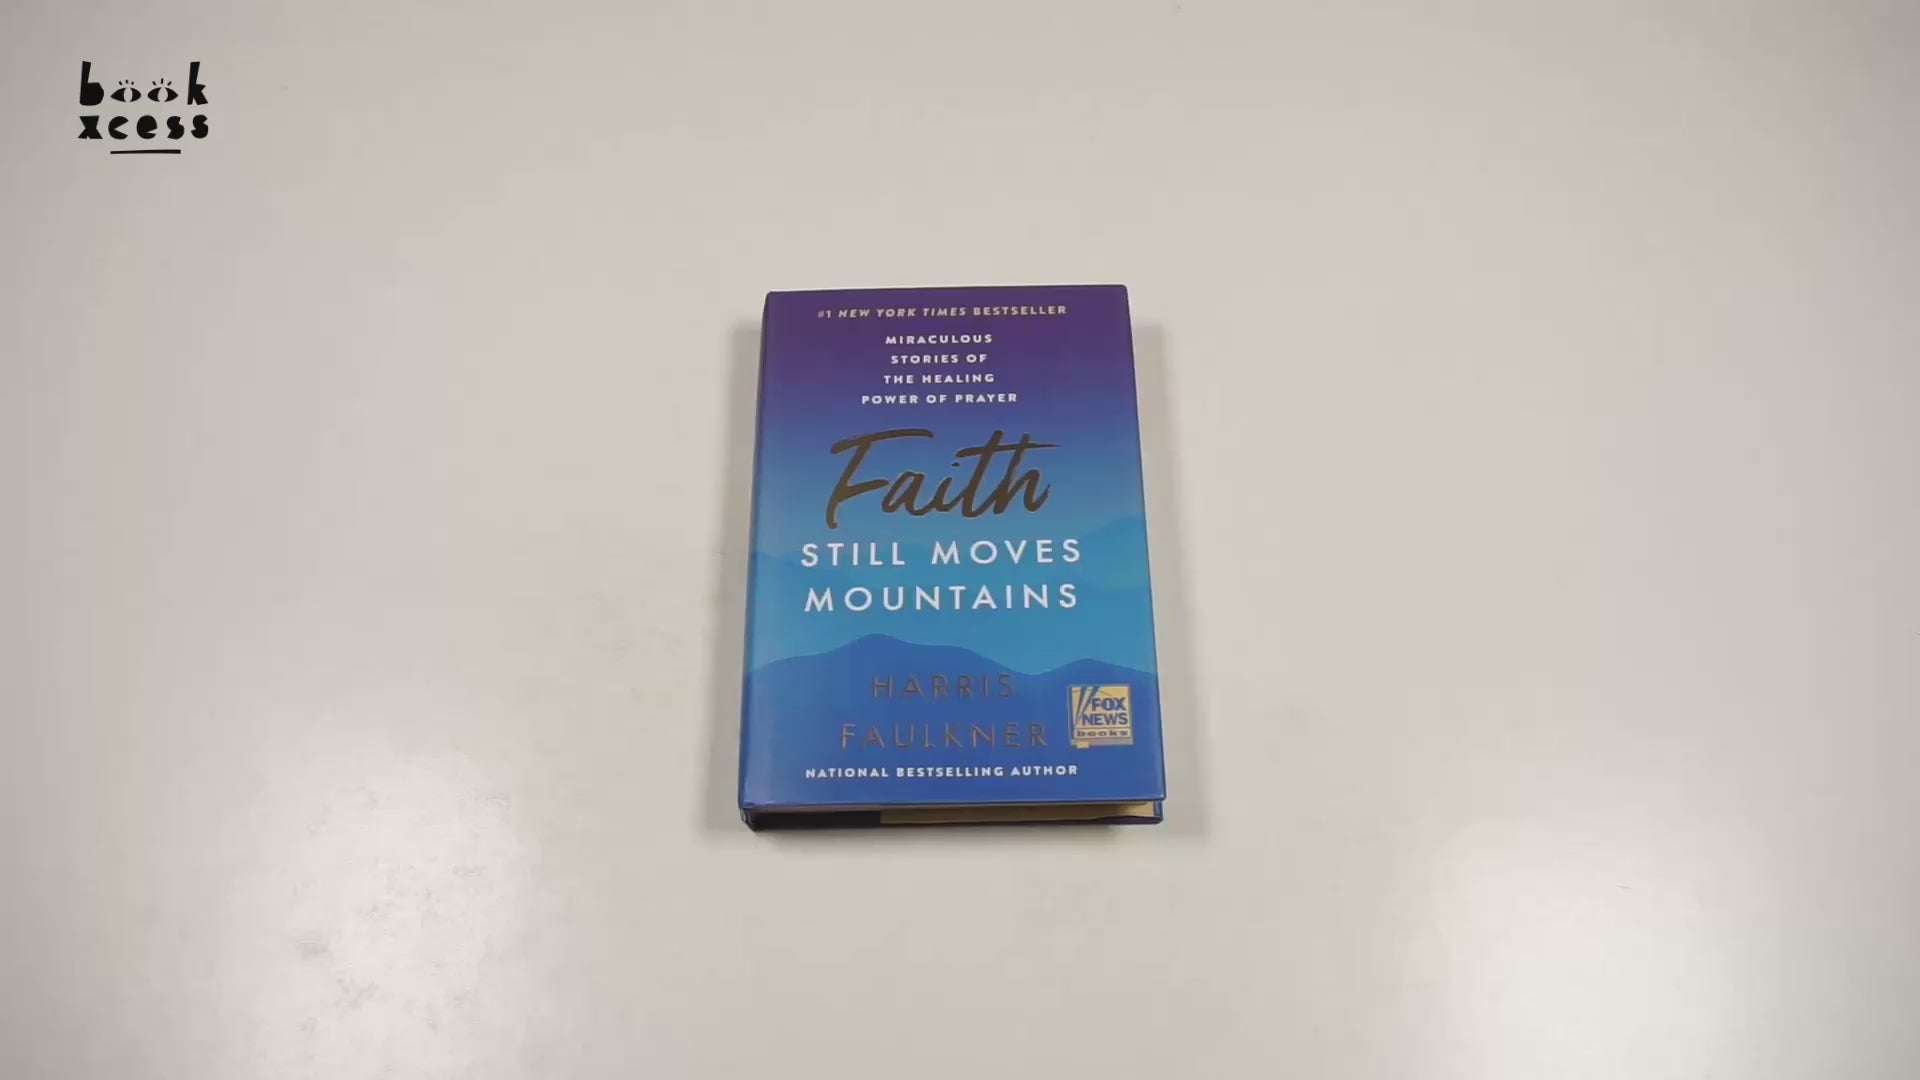 book
xcess
#1 NEW YORK TIMES BESTSELLER
MIRACULOUS
STORIES OF
THE HEALING
POWER OF PRAYER
Faith
STILL MOVES
MOUNTAINS
HARRIS
FAULKNER
FOX
NEWS
books
NATIONAL BESTSELLING AUTHOR